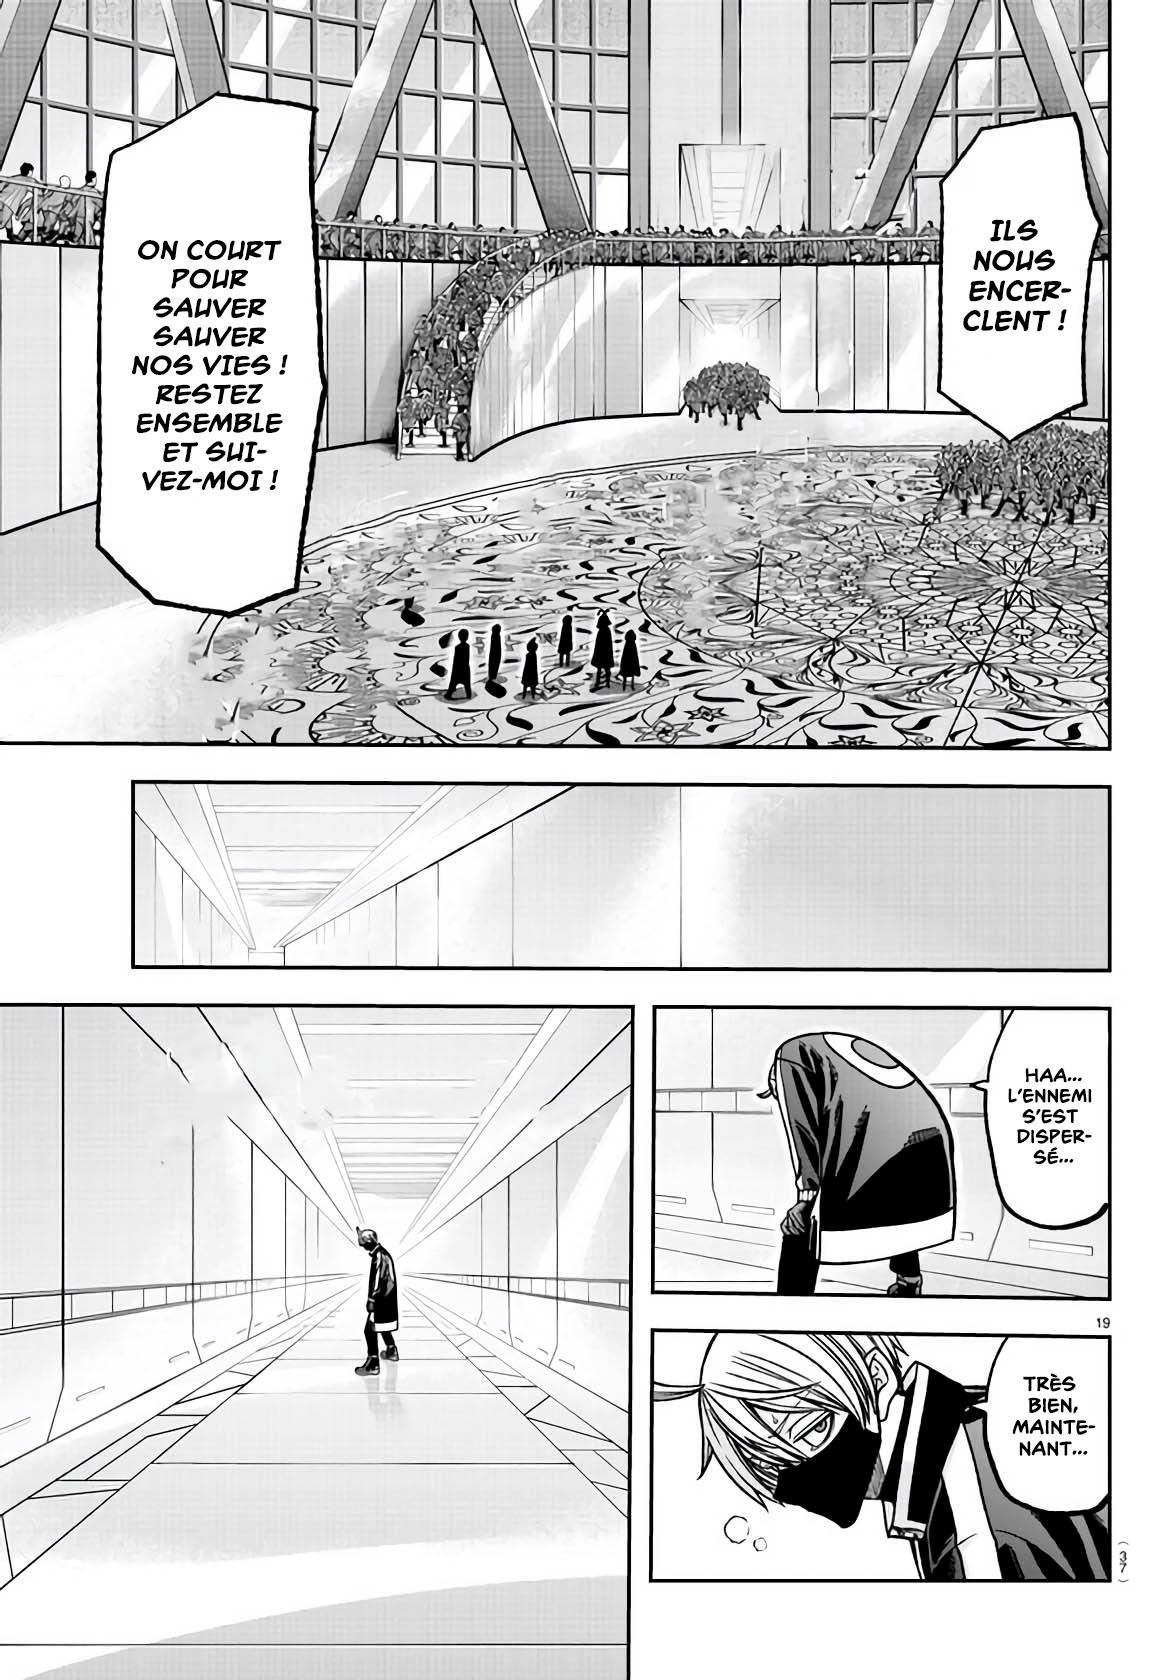 ILS
NOUS
ENCER-
CLENT !
ON COURT
POUR
SAUVER
SAUVER
NOS VIES !
RESTEZ
ENSEMBLE
ET SUI-
VEZ-MOI !
HAA...
L'ENNEMI
S'EST
DISPER-
SÉ...
19
TRÈS
BIEN,
MAINTE-
NANT...
(37)